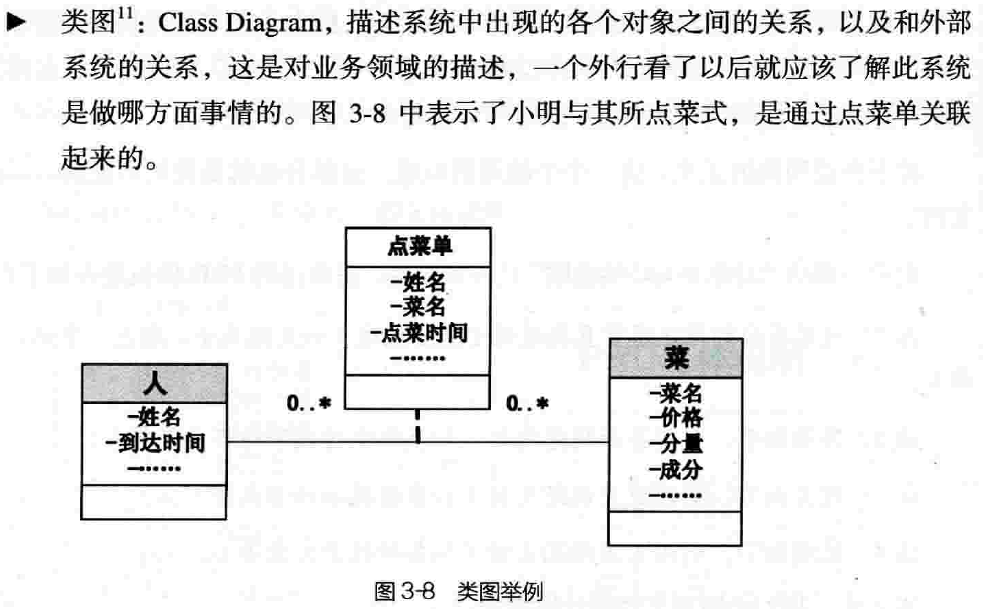 ▶ 类图11：Class Diagram，描述系统中出现的各个对象之间的关系，以及和外部
系统的关系，这是对业务领域的描述，一个外行看了以后就应该了解此系统
是做哪方面事情的。图 3-8 中表示了小明与其所点菜式，是通过点菜单关联
起来的。
点菜单
-姓名
-菜名
-点菜时间
-……
人
-姓名
-到达时间
-……
0..*
0..*
菜
-菜名
-价格
-分量
-成分
-……
图 3-8 类图举例